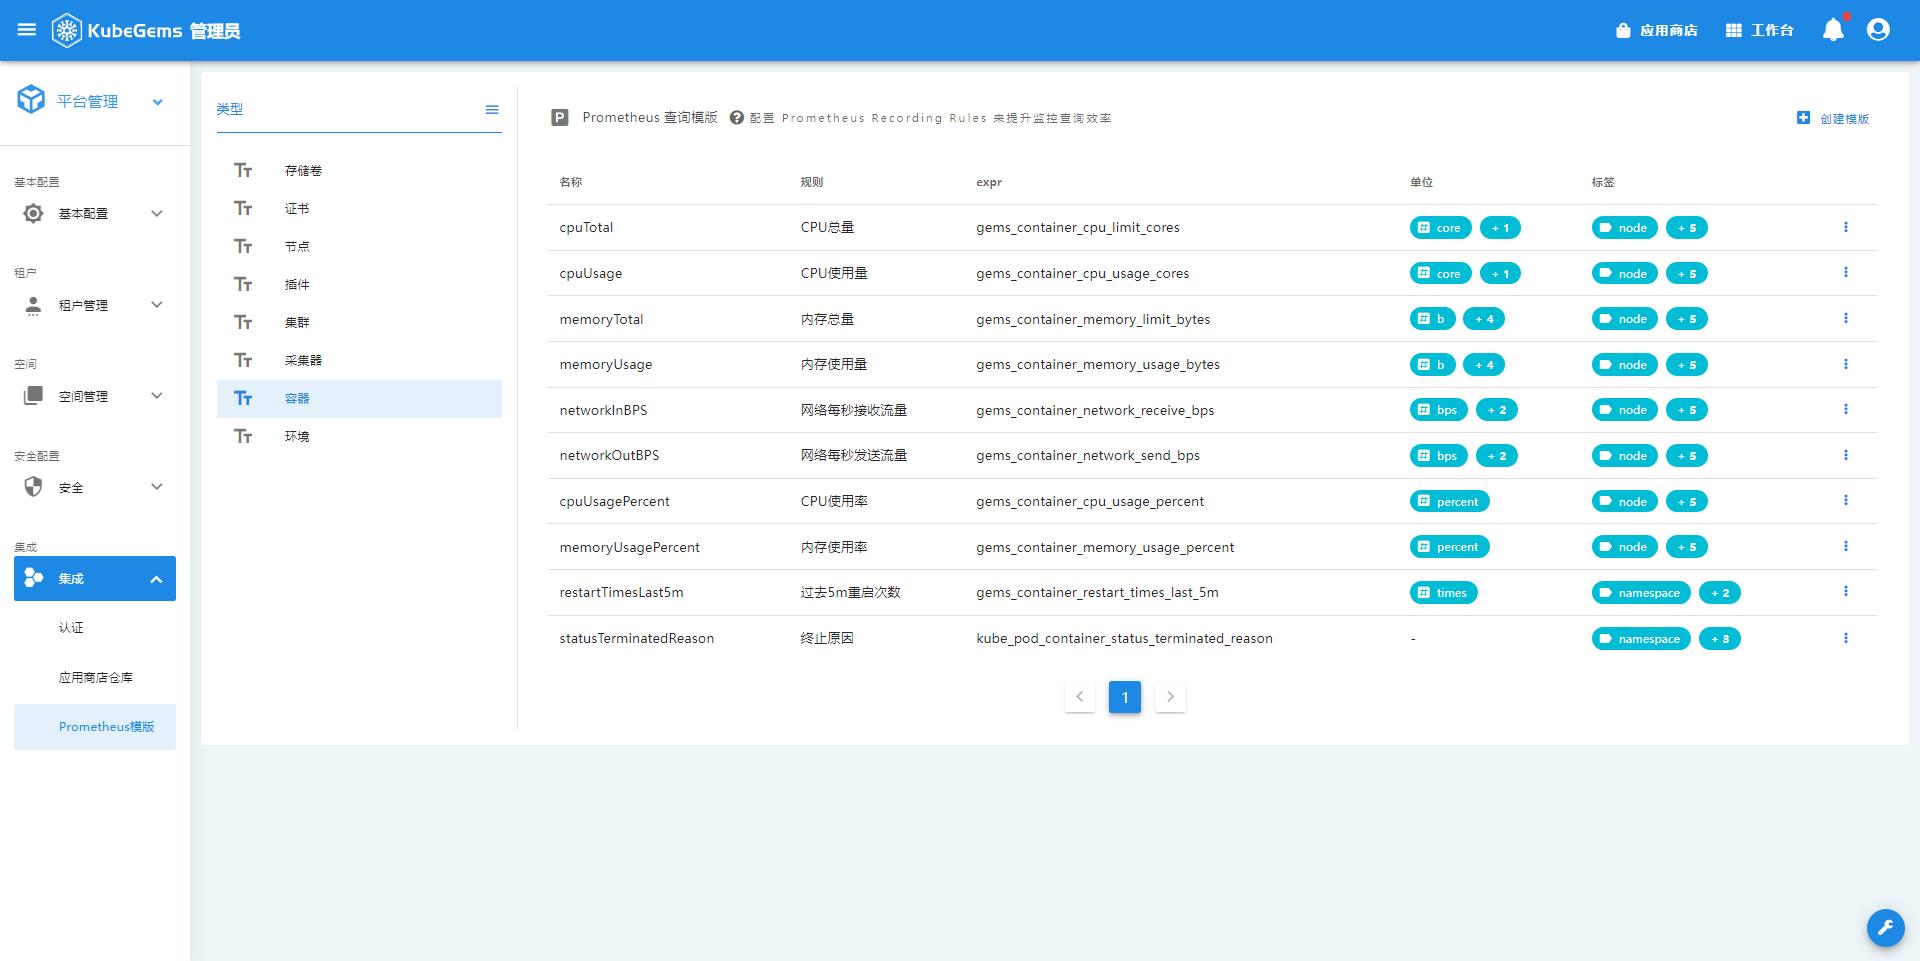 KubeGems 管理员
应用商店
工作台
平台管理
基本配置
基本配置
租户
租户管理
空间
空间管理
安全配置
安全
集成
集成
认证
应用商店仓库
Prometheus模版
类型
存储卷
证书
节点
插件
集群
采集器
容器
环境
P Prometheus 查询模版 ? 配置 Prometheus Recording Rules 来提升监控查询效率
创建模版
名称 规则 expr 单位 标签
cpuTotal CPU总量 gems_container_cpu_limit_cores core + 1 node + 5
cpuUsage CPU使用量 gems_container_cpu_usage_cores core + 1 node + 5
memoryTotal 内存总量 gems_container_memory_limit_bytes b + 4 node + 5
memoryUsage 内存使用量 gems_container_memory_usage_bytes b + 4 node + 5
networkInBPS 网络每秒接收流量 gems_container_network_receive_bps bps + 2 node + 5
networkOutBPS 网络每秒发送流量 gems_container_network_send_bps bps + 2 node + 5
cpuUsagePercent CPU使用率 gems_container_cpu_usage_percent percent node + 5
memoryUsagePercent 内存使用率 gems_container_memory_usage_percent percent node + 5
restartTimesLast5m 过去5m重启次数 gems_container_restart_times_last_5m times namespace + 2
statusTerminatedReason 终止原因 kube_pod_container_status_terminated_reason - namespace + 3
1